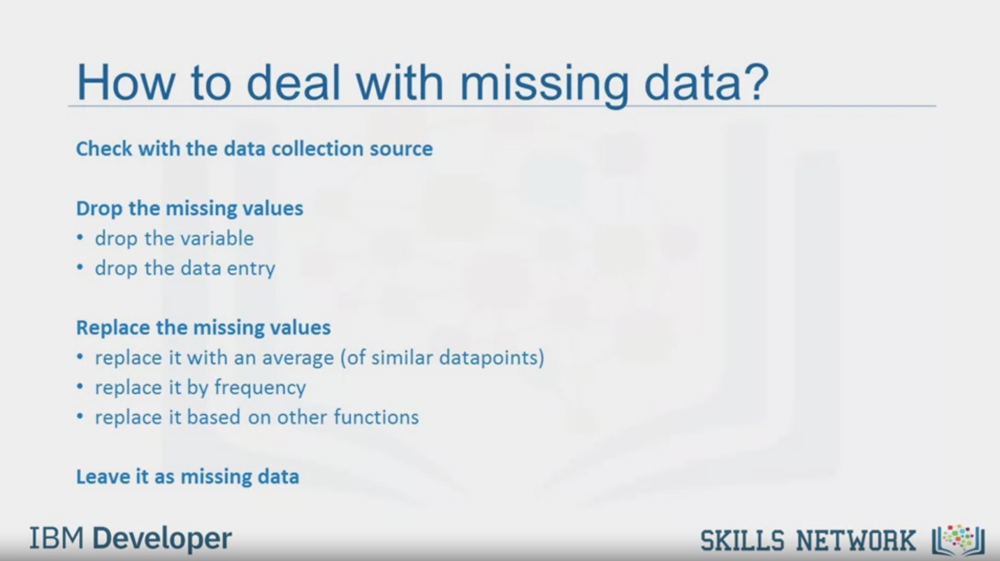 How to deal with missing data?
Check with the data collection source
Drop the missing values
• drop the variable
• drop the data entry
Replace the missing values
• replace it with an average (of similar datapoints)
• replace it by frequency
• replace it based on other functions
Leave it as missing data
IBM Developer
SKILLS NETWORK